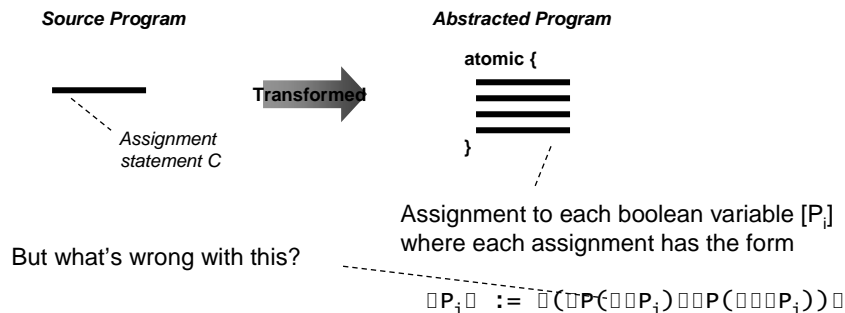 Source Program
Abstracted Program
atomic {
Transformed
Assignment
statement C
}
Assignment to each boolean variable [Pi]
where each assignment has the form
But what's wrong with this?
▯Pi▯ := ▯(▯P(▯▯Pi)▯▯P(▯▯▯Pi))▯